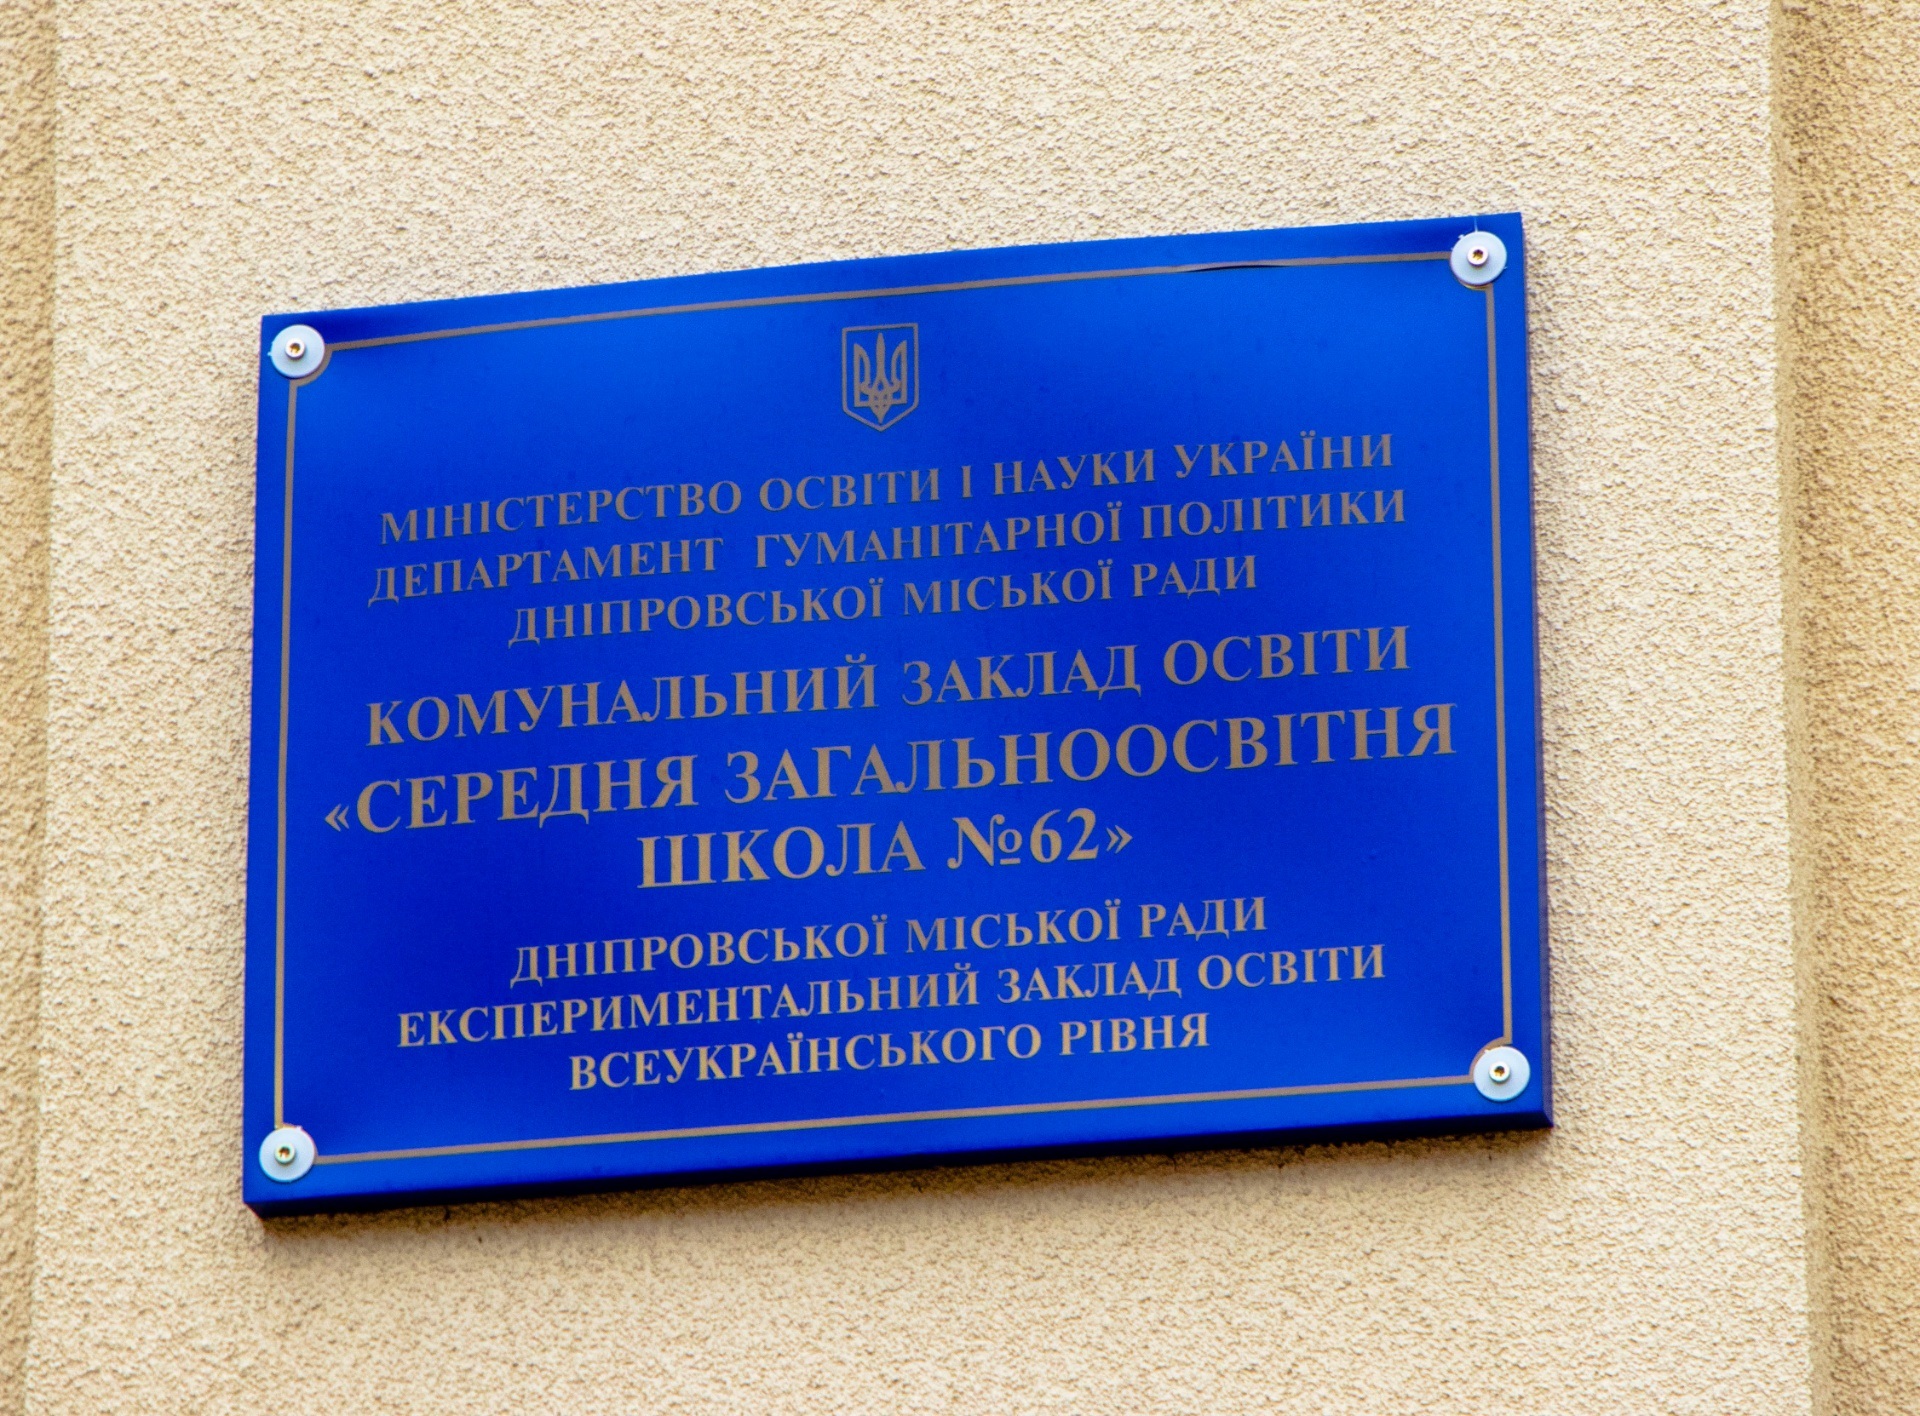 МІНІСТЕРСТВО ОСВІТИ І НАУКИ УКРАЇНИ
ДЕПАРТАМЕНТ ГУМАНІТАРНОЇ ПОЛІТИКИ
ДНІПРОВСЬКОЇ МІСЬКОЇ РАДИ
КОМУНАЛЬНИЙ ЗАКЛАД ОСВІТИ
«СЕРЕДНЯ ЗАГАЛЬНООСВІТНЯ
ШКОЛА №62»
ДНІПРОВСЬКОЇ МІСЬКОЇ РАДИ
ЕКСПЕРИМЕНТАЛЬНИЙ ЗАКЛАД ОСВІТИ
ВСЕУКРАЇНСЬКОГО РІВНЯ